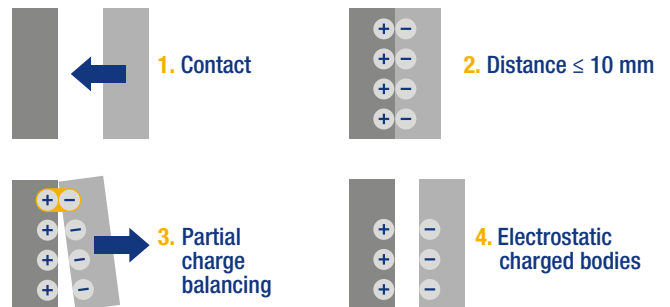 1. Contact
2. Distance ≤ 10 mm
+ −
+ −
+ −
+ −
3. Partial
charge
balancing
+ −
+ −
+ −
+ −
4. Electrostatic
charged bodies
+ −
+ −
+ −